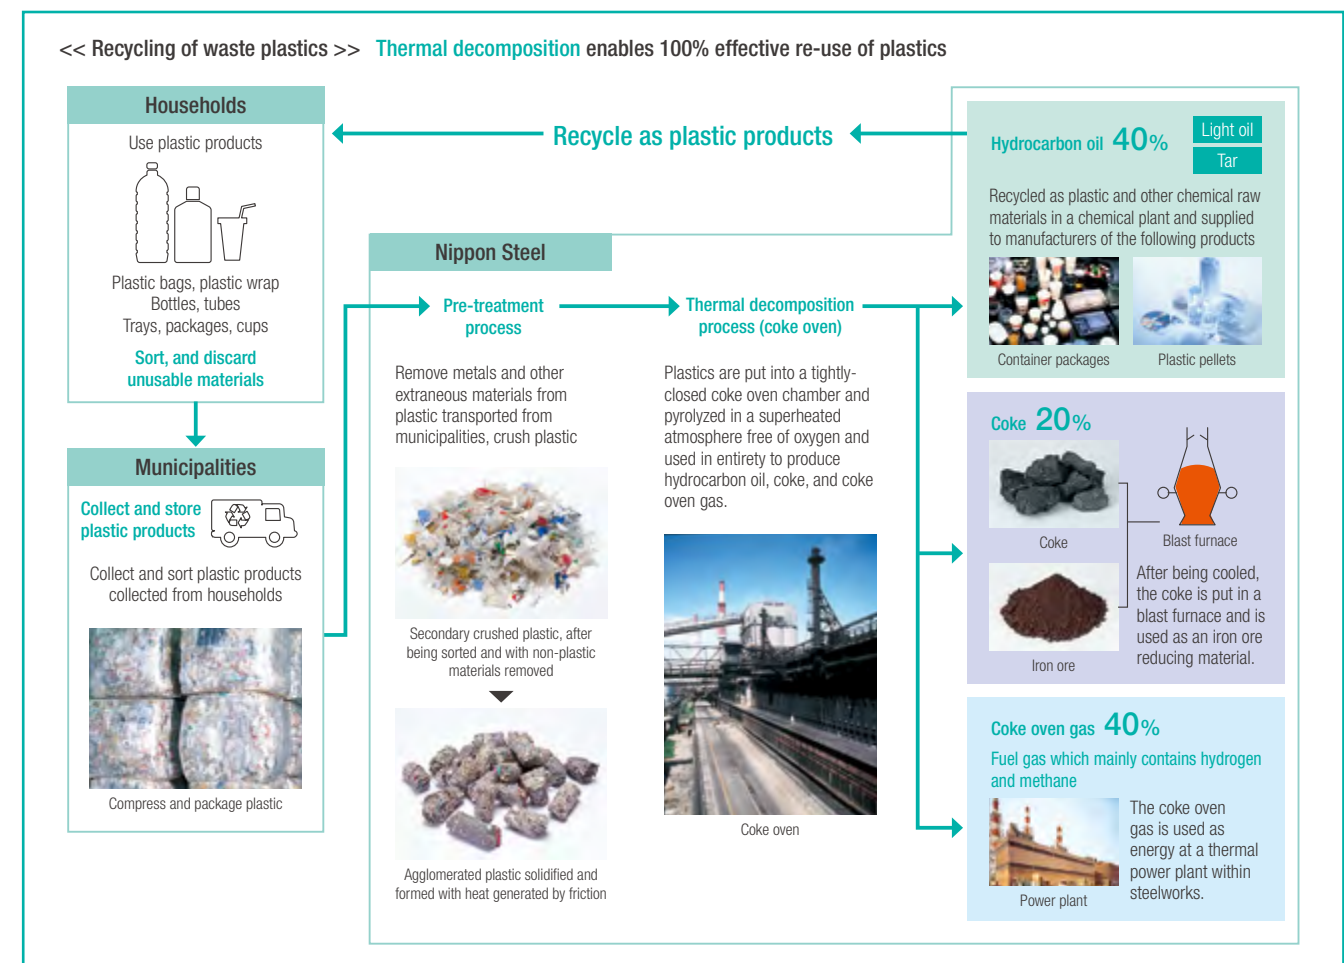 << Recycling of waste plastics >> Thermal decomposition enables 100% effective re-use of plastics
Households
Use plastic products
Plastic bags, plastic wrap
Bottles, tubes
Trays, packages, cups
Sort, and discard
unusable materials
Municipalities
Collect and store
plastic products
Collect and sort plastic products
collected from households
Compress and package plastic
Recycle as plastic products
Nippon Steel
Pre-treatment
process
Remove metals and other
extraneous materials from
plastic transported from
municipalities, crush plastic
Secondary crushed plastic, after
being sorted and with non-plastic
materials removed
Agglomerated plastic solidified and
formed with heat generated by friction
Thermal decomposition
process (coke oven)
Plastics are put into a tightly-
closed coke oven chamber and
pyrolyzed in a superheated
atmosphere free of oxygen and
used in entirety to produce
hydrocarbon oil, coke, and coke
oven gas.
Coke oven
Hydrocarbon oil 40%
Light oil
Tar
Recycled as plastic and other chemical raw
materials in a chemical plant and supplied
to manufacturers of the following products
Container packages
Plastic pellets
Coke 20%
Coke
Iron ore
Blast furnace
After being cooled,
the coke is put in a
blast furnace and is
used as an iron ore
reducing material.
Coke oven gas 40%
Fuel gas which mainly contains hydrogen
and methane
Power plant
The coke oven
gas is used as
energy at a thermal
power plant within
steelworks.